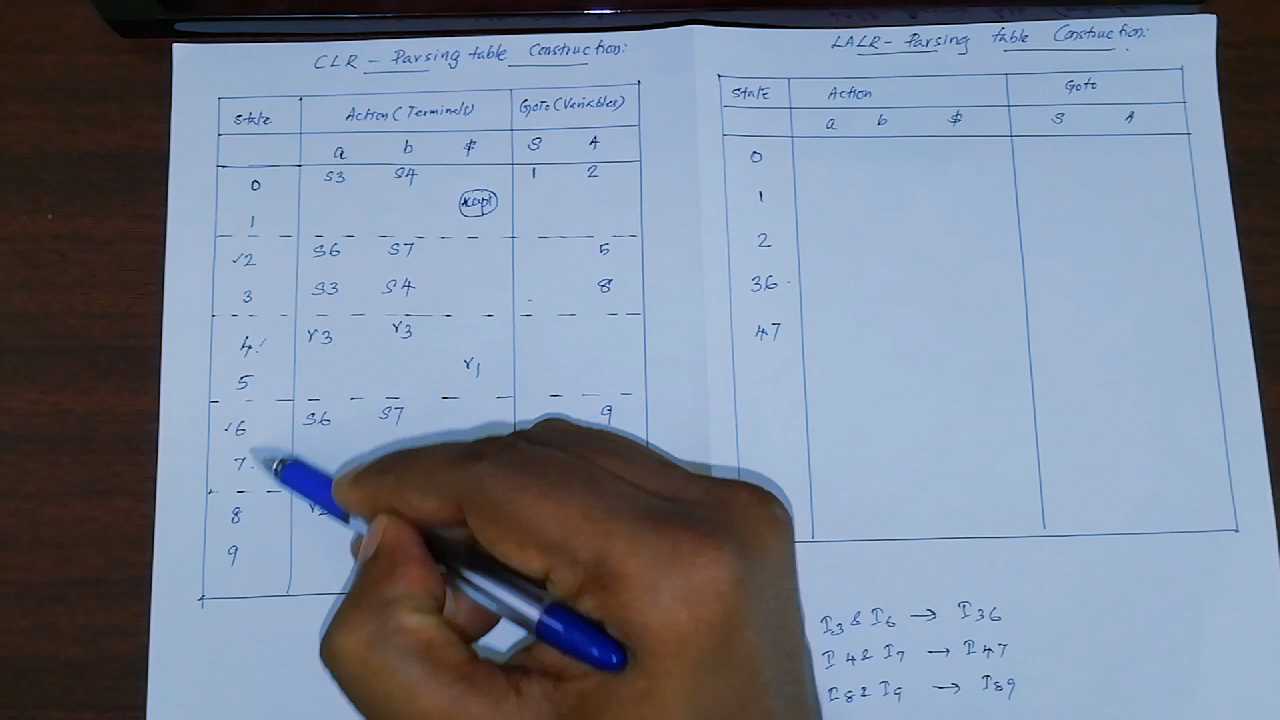 CLR - Parsing table Construction:
State Action (Terminals) Goto (Variables)
a b $ S A
0 S3 S4 1 2
1
2 S6 S7 5
3 S3 S4 8
4 r3 r3
5 r1
6 S6 S7 9
7
8
9
LALR - Parsing table Construction:
State Action Goto
a b $ S A
0
1
2
36
47
I3 & I6 → I36
I4 & I7 → I47
I8 & I9 → I89